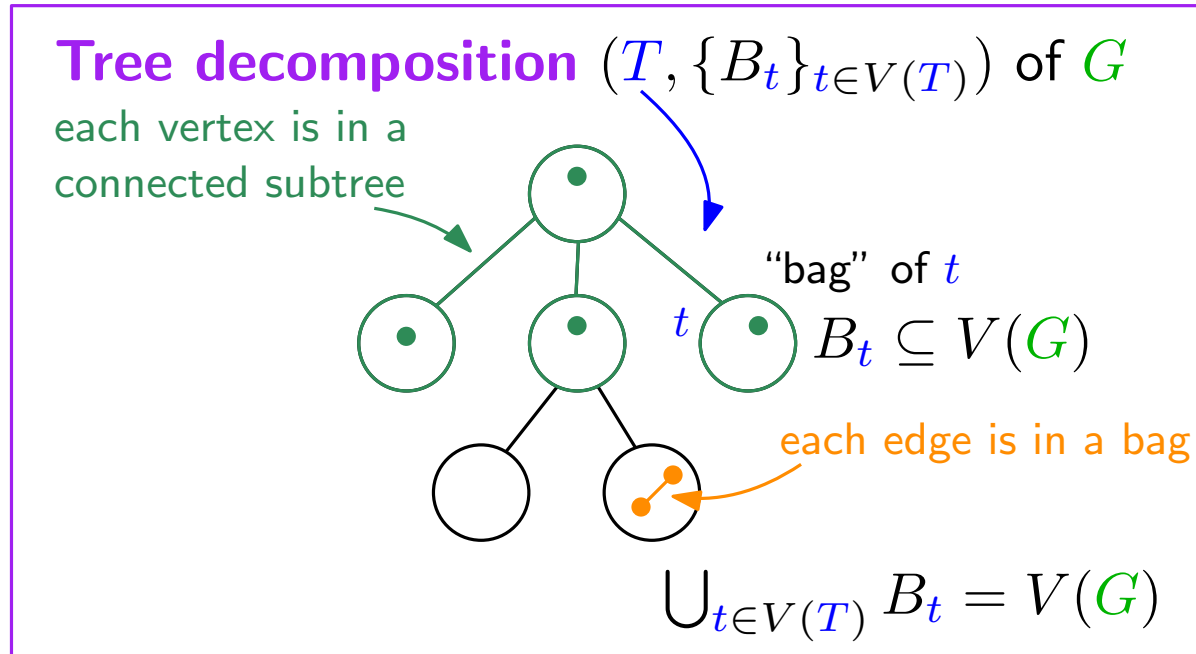 Tree decomposition (T, {B_t}_{t∈V(T)}) of G
each vertex is in a
connected subtree
“bag” of t
t
B_t ⊆ V(G)
each edge is in a bag
⋃_{t∈V(T)} B_t = V(G)